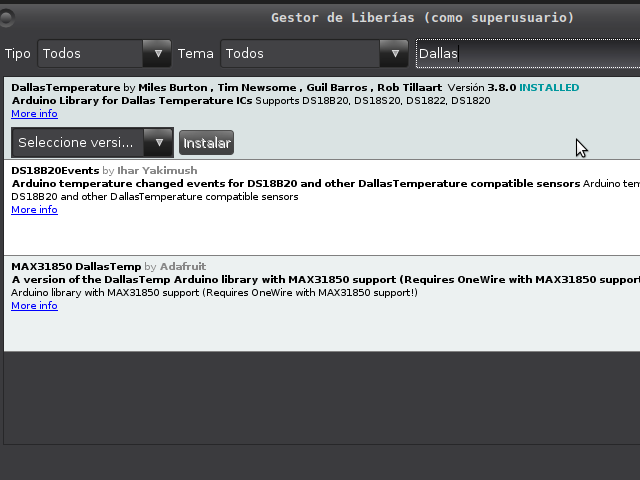 Gestor de Liberías (como superusuario)
Tipo Todos Tema Todos Dallas
DallasTemperature by Miles Burton , Tim Newsome , Guil Barros , Rob Tillaart Versión 3.8.0 INSTALLED
Arduino Library for Dallas Temperature ICs Supports DS18B20, DS18S20, DS1822, DS1820
More info
Seleccione versi... Instalar
DS18B20Events by Ihar Yakimush
Arduino temperature changed events for DS18B20 and other DallasTemperature compatible sensors Arduino tem
DS18B20 and other DallasTemperature compatible sensors
More info
MAX31850 DallasTemp by Adafruit
A version of the DallasTemp Arduino library with MAX31850 support (Requires OneWire with MAX31850 support
Arduino library with MAX31850 support (Requires OneWire with MAX31850 support!)
More info